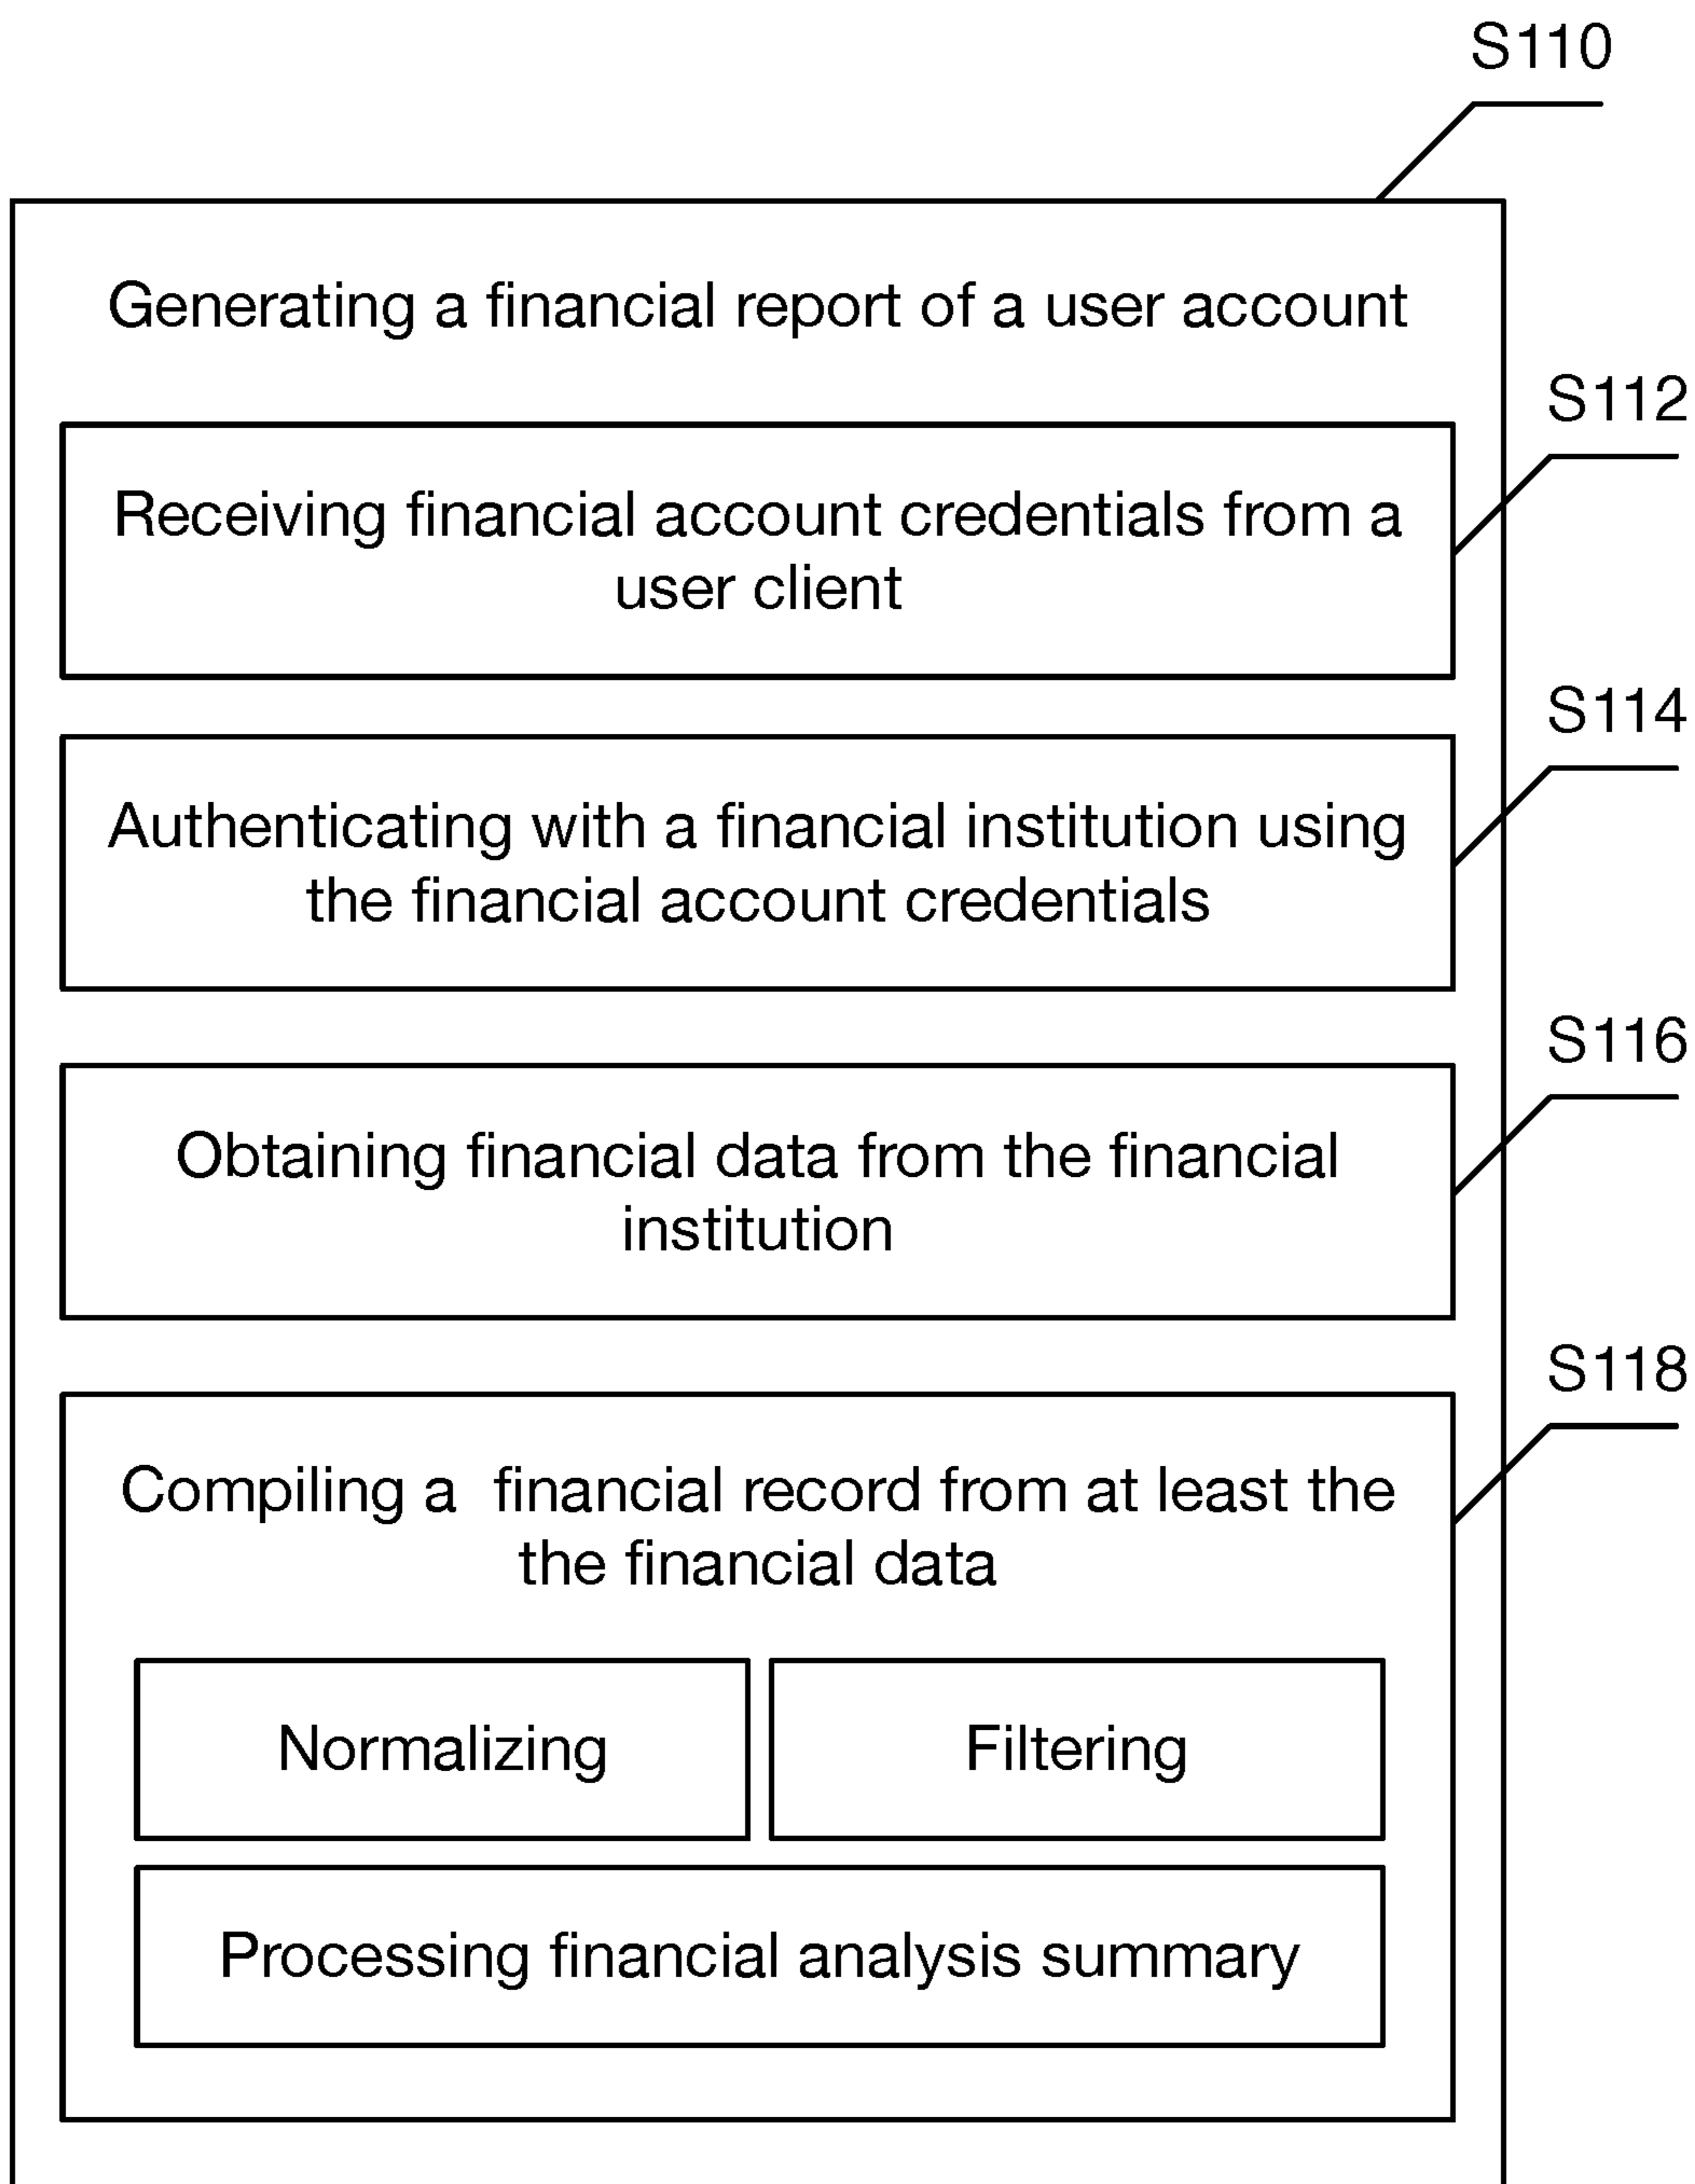 S110
Generating a financial report of a user account
S112
Receiving financial account credentials from a
user client
S114
Authenticating with a financial institution using
the financial account credentials
S116
Obtaining financial data from the financial
institution
S118
Compiling a financial record from at least the
the financial data
Normalizing
Filtering
Processing financial analysis summary